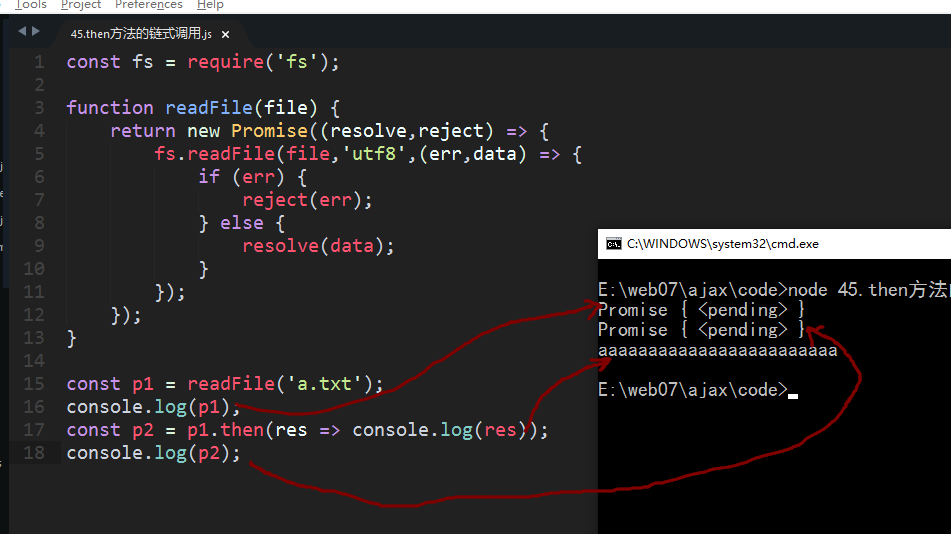 Tools Project Preferences Help
45.then方法的链式调用.js ×
1 const fs = require('fs');
2
3 function readFile(file) {
4 return new Promise((resolve,reject) => {
5 fs.readFile(file,'utf8',(err,data) => {
6 if (err) {
7 reject(err);
8 } else {
9 resolve(data);
10 }
11 });
12 });
13 }
14
15 const p1 = readFile('a.txt');
16 console.log(p1);
17 const p2 = p1.then(res => console.log(res));
18 console.log(p2);
C:\WINDOWS\system32\cmd.exe
E:\web07\ajax\code>node 45.then方法
Promise { <pending> }
Promise { <pending> }
aaaaaaaaaaaaaaaaaaaaaaaa
E:\web07\ajax\code>